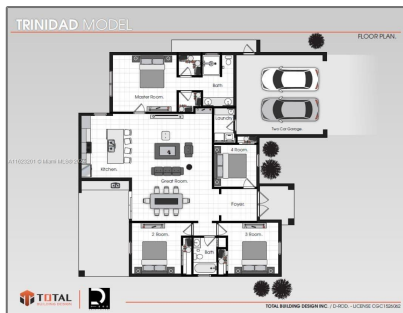 TRINIDAD MODEL
FLOOR PLAN.
Master Room.
Bath
Laundry
Two Car Garage.
Kitchen.
4 Room.
Great Room.
Foyer.
2 Room.
Bath
3 Room.
TOTAL
TOTAL BUILDING DESIGN INC. / D-ROD. - LICENSE CGC1526062